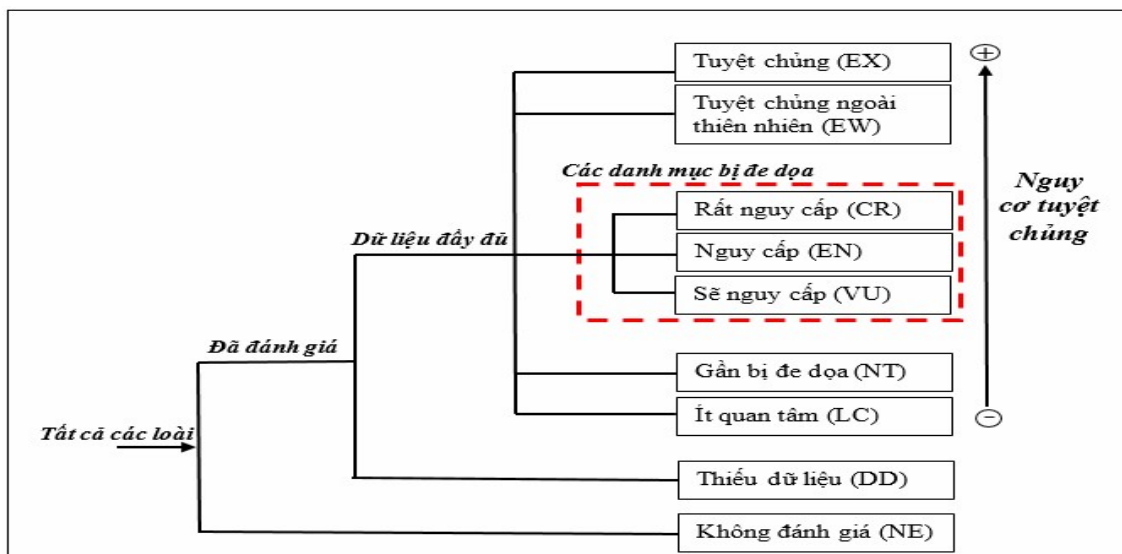 Tuyệt chủng (EX)
Tuyệt chủng ngoài
thiên nhiên (EW)
Các danh mục bị đe dọa
Rất nguy cấp (CR)
Nguy cấp (EN)
Sẽ nguy cấp (VU)
Nguy
cơ tuyệt
chủng
Dữ liệu đầy đũ
Đã đánh giá
Gần bị đe dọa (NT)
Ít quan tâm (LC)
Tất cã các loài
Thiếu dữ liệu (DD)
Không đánh giá (NE)